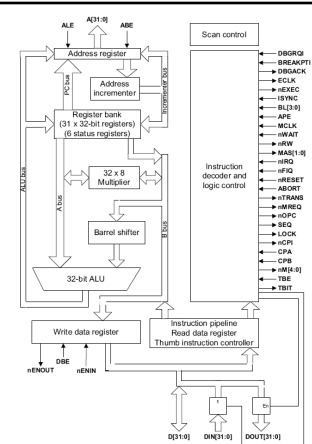 A[31:0]
ALE
ABE
Scan control
Address register
PC bus
Address
incrementer
Incrementer bus
Register bank
(31 x 32-bit registers)
(6 status registers)
ALU bus
A bus
32 x 8
Multiplier
B bus
Barrel shifter
32-bit ALU
Write data register
nENOUT
DBE
nENIN
Instruction pipeline
Read data register
Thumb instruction controller
Instruction
decoder and
logic control
DBGRQI
BREAKPTI
DBGACK
ECLK
nEXEC
ISYNC
BL[3:0]
APE
MCLK
nWAIT
nRW
MAS[1:0]
nIRQ
nFIQ
nRESET
ABORT
nTRANS
nMREQ
nOPC
SEQ
LOCK
nCPI
CPA
CPB
nM[4:0]
TBE
TBIT
En
D[31:0]
DIN[31:0]
DOUT[31:0]